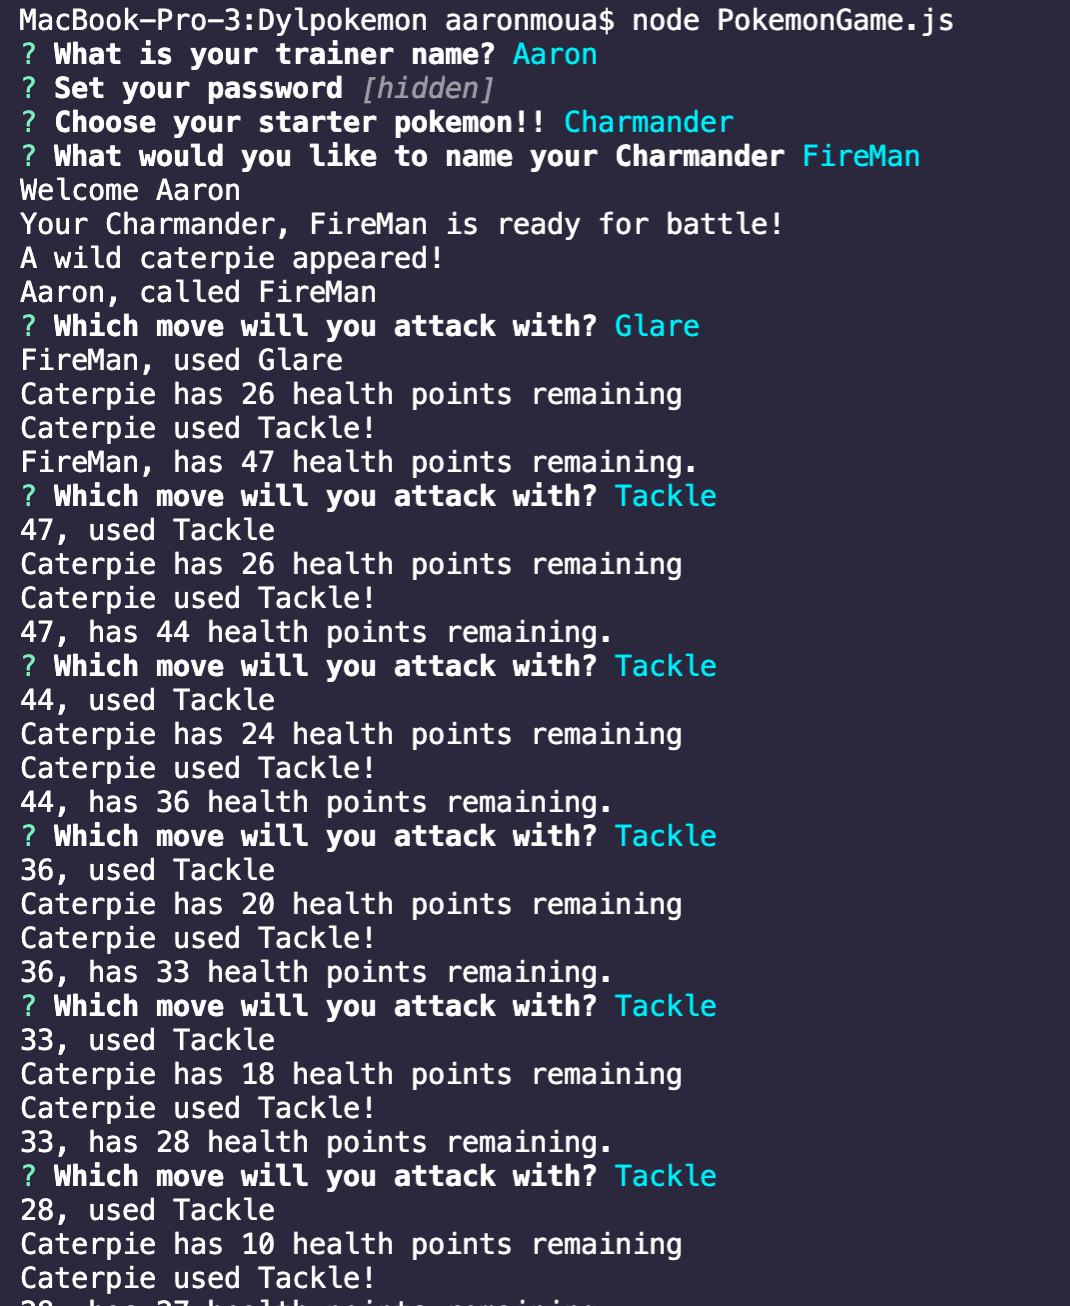 MacBook-Pro-3:Dylpokemon aaronmoua$ node PokemonGame.js
? What is your trainer name? Aaron
? Set your password [hidden]
? Choose your starter pokemon!! Charmander
? What would you like to name your Charmander FireMan
Welcome Aaron
Your Charmander, FireMan is ready for battle!
A wild caterpie appeared!
Aaron, called FireMan
? Which move will you attack with? Glare
FireMan, used Glare
Caterpie has 26 health points remaining
Caterpie used Tackle!
FireMan, has 47 health points remaining.
? Which move will you attack with? Tackle
47, used Tackle
Caterpie has 26 health points remaining
Caterpie used Tackle!
47, has 44 health points remaining.
? Which move will you attack with? Tackle
44, used Tackle
Caterpie has 24 health points remaining
Caterpie used Tackle!
44, has 36 health points remaining.
? Which move will you attack with? Tackle
36, used Tackle
Caterpie has 20 health points remaining
Caterpie used Tackle!
36, has 33 health points remaining.
? Which move will you attack with? Tackle
33, used Tackle
Caterpie has 18 health points remaining
Caterpie used Tackle!
33, has 28 health points remaining.
? Which move will you attack with? Tackle
28, used Tackle
Caterpie has 10 health points remaining
Caterpie used Tackle!
28, has 27 health points remaining.